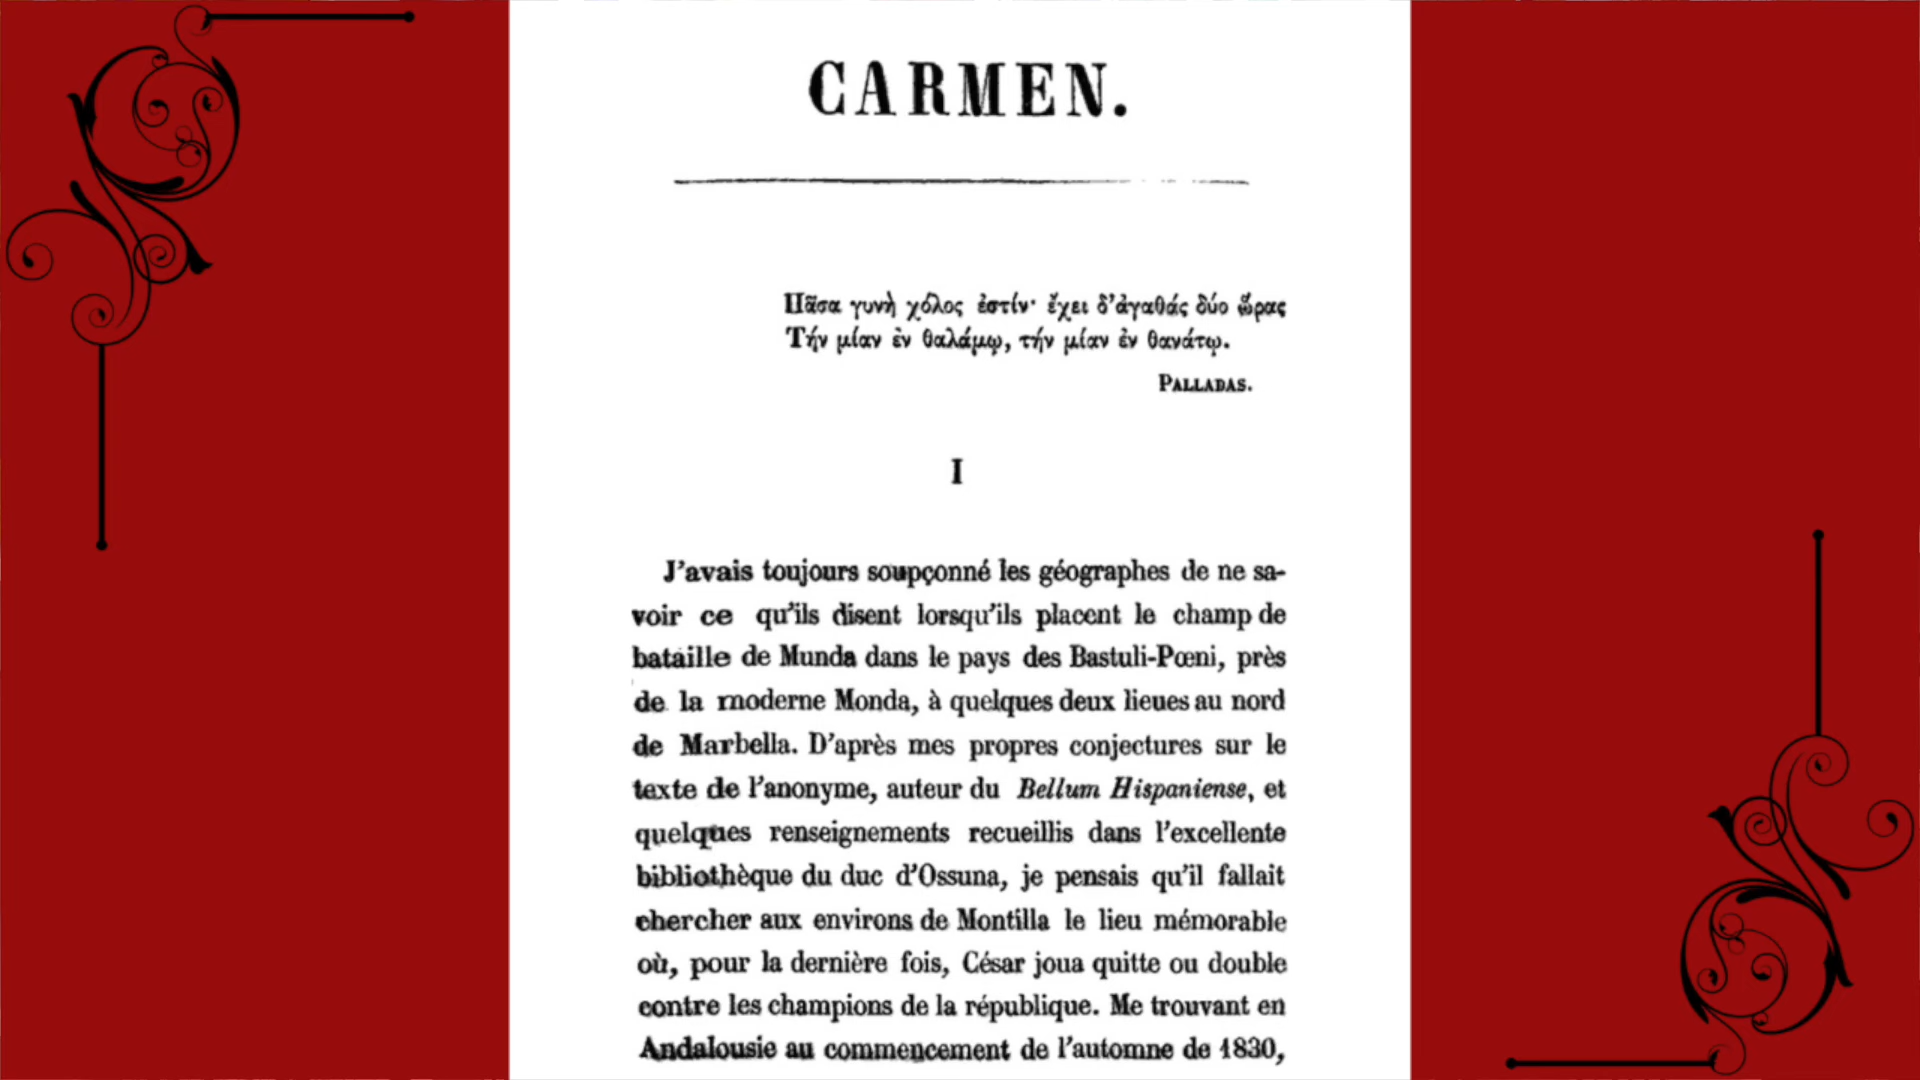 CARMEN.
Πᾶσα γυνὴ χόλος ἐστίν· ἔχει δ’ἀγαθάς δύο ὥρας
Τήν μίαν ἐν θαλάμῳ, τήν μίαν ἐν θανάτῳ.
PALLADAS.
I
J’avais toujours soupçonné les géographes de ne sa-
voir ce qu’ils disent lorsqu’ils placent le champ de
bataille de Munda dans le pays des Bastuli-Pœni, près
de la moderne Monda, à quelques deux lieues au nord
de Marbella. D’après mes propres conjectures sur le
texte de l’anonyme, auteur du Bellum Hispaniense, et
quelques renseignements recueillis dans l’excellente
bibliothèque du duc d’Ossuna, je pensais qu’il fallait
chercher aux environs de Montilla le lieu mémorable
où, pour la dernière fois, César joua quitte ou double
contre les champions de la république. Me trouvant en
Andalousie au commencement de l’automne de 1830,